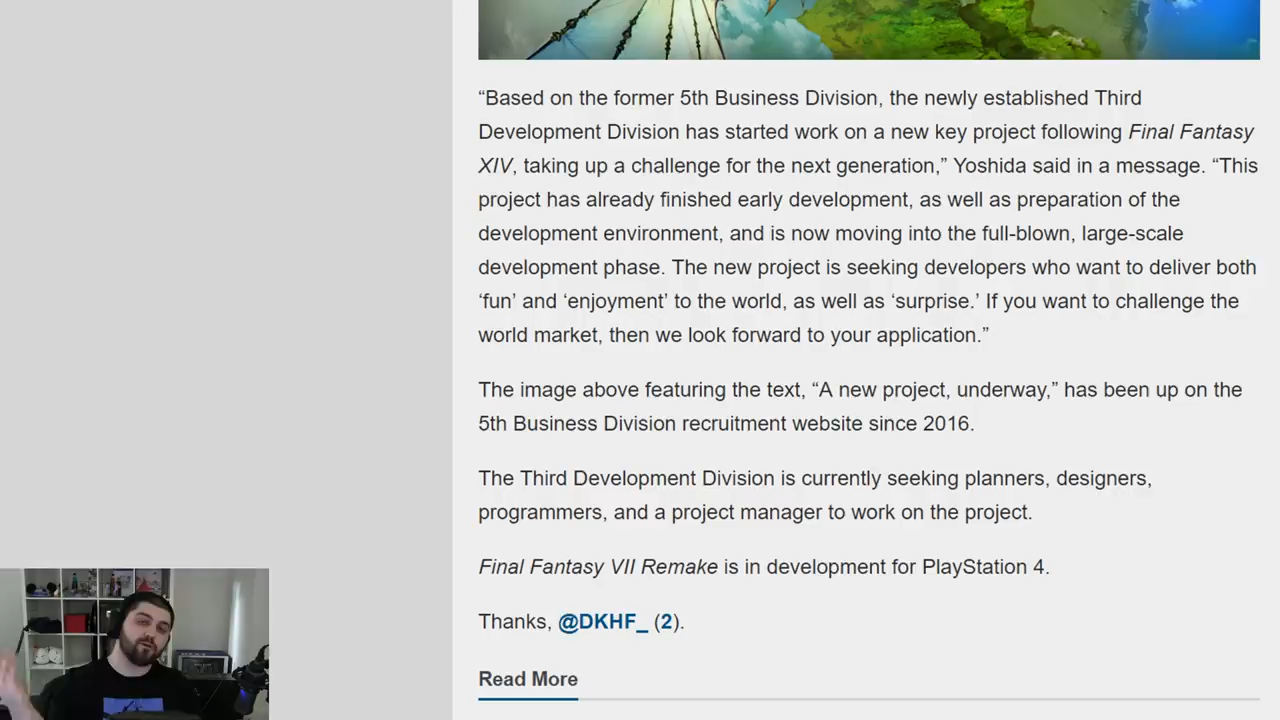 “Based on the former 5th Business Division, the newly established Third
Development Division has started work on a new key project following Final Fantasy
XIV, taking up a challenge for the next generation,” Yoshida said in a message. “This
project has already finished early development, as well as preparation of the
development environment, and is now moving into the full-blown, large-scale
development phase. The new project is seeking developers who want to deliver both
‘fun’ and ‘enjoyment’ to the world, as well as ‘surprise.’ If you want to challenge the
world market, then we look forward to your application.”
The image above featuring the text, “A new project, underway,” has been up on the
5th Business Division recruitment website since 2016.
The Third Development Division is currently seeking planners, designers,
programmers, and a project manager to work on the project.
Final Fantasy VII Remake is in development for PlayStation 4.
Thanks, @DKHF_ (2).
Read More